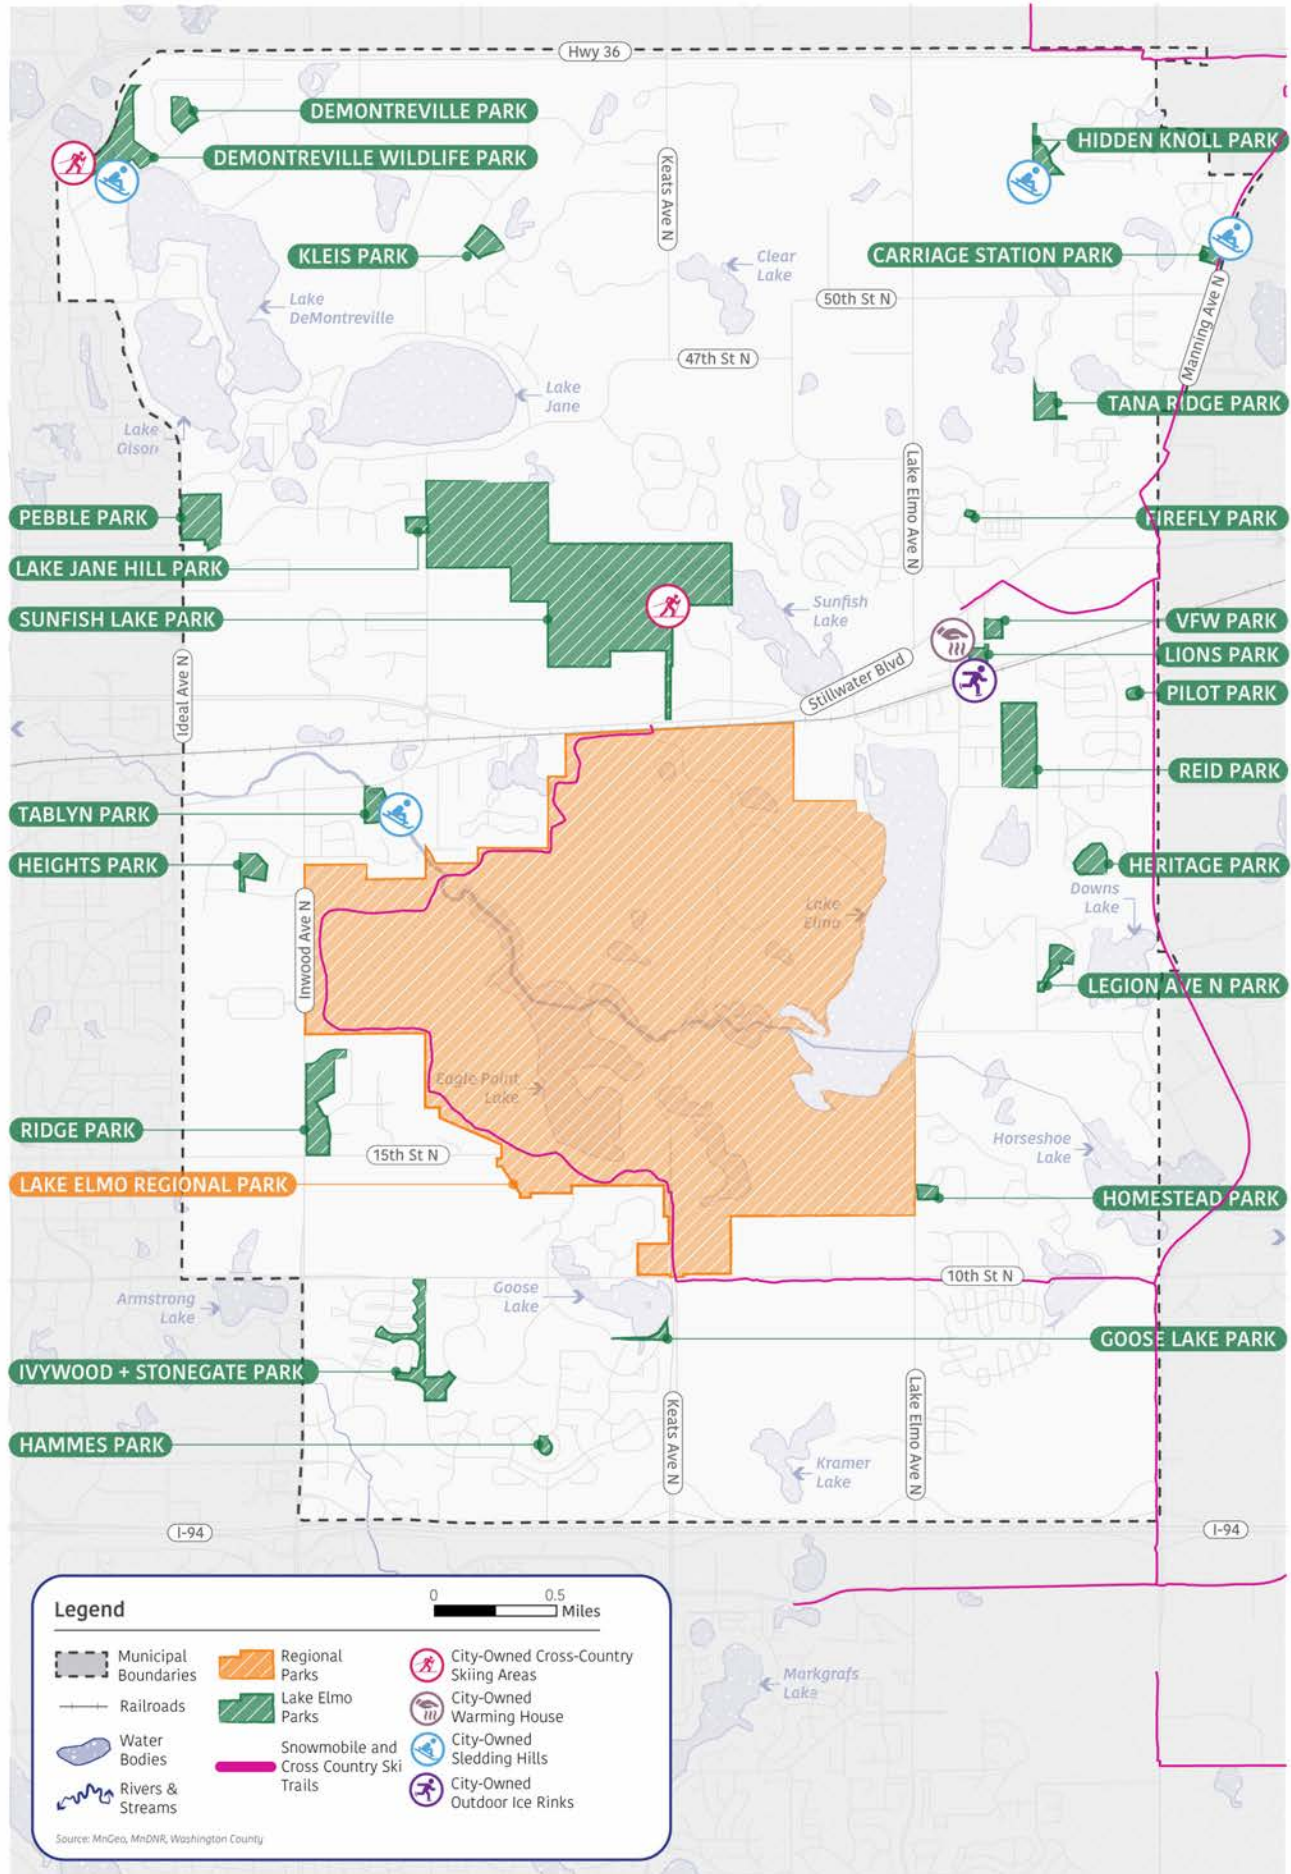 Hwy 36
DEMONTREVILLE PARK
HIDDEN KNOLL PARK
DEMONTREVILLE WILDLIFE PARK
Keats Ave N
KLEIS PARK
Clear
Lake
CARRIAGE STATION PARK
Lake
DeMontreville
50th St N
Manning Ave N
47th St N
Lake
Jane
TANA RIDGE PARK
Lake
Olson
Lake Elmo Ave N
PEBBLE PARK
FIREFLY PARK
LAKE JANE HILL PARK
SUNFISH LAKE PARK
Sunfish
Lake
VFW PARK
LIONS PARK
Stillwater Blvd
PILOT PARK
Ideal Ave N
REID PARK
TABLYN PARK
HEIGHTS PARK
HERITAGE PARK
Downs
Lake
Lake
Elmo
Inwood Ave N
LEGION AVE N PARK
Eagle Point
Lake
RIDGE PARK
Horseshoe
Lake
15th St N
LAKE ELMO REGIONAL PARK
HOMESTEAD PARK
10th St N
Goose
Lake
Armstrong
Lake
GOOSE LAKE PARK
IVYWOOD + STONEGATE PARK
Keats Ave N
Lake Elmo Ave N
HAMMES PARK
Kramer
Lake
I-94
I-94
Legend
0 0.5
Miles
Municipal
Boundaries
Railroads
Water
Bodies
Rivers &
Streams
Regional
Parks
Lake Elmo
Parks
Snowmobile and
Cross Country Ski
Trails
City-Owned Cross-Country
Skiing Areas
City-Owned
Warming House
City-Owned
Sledding Hills
City-Owned
Outdoor Ice Rinks
Source: MnGeo, MnDNR, Washington County
Markgrafs
Lake